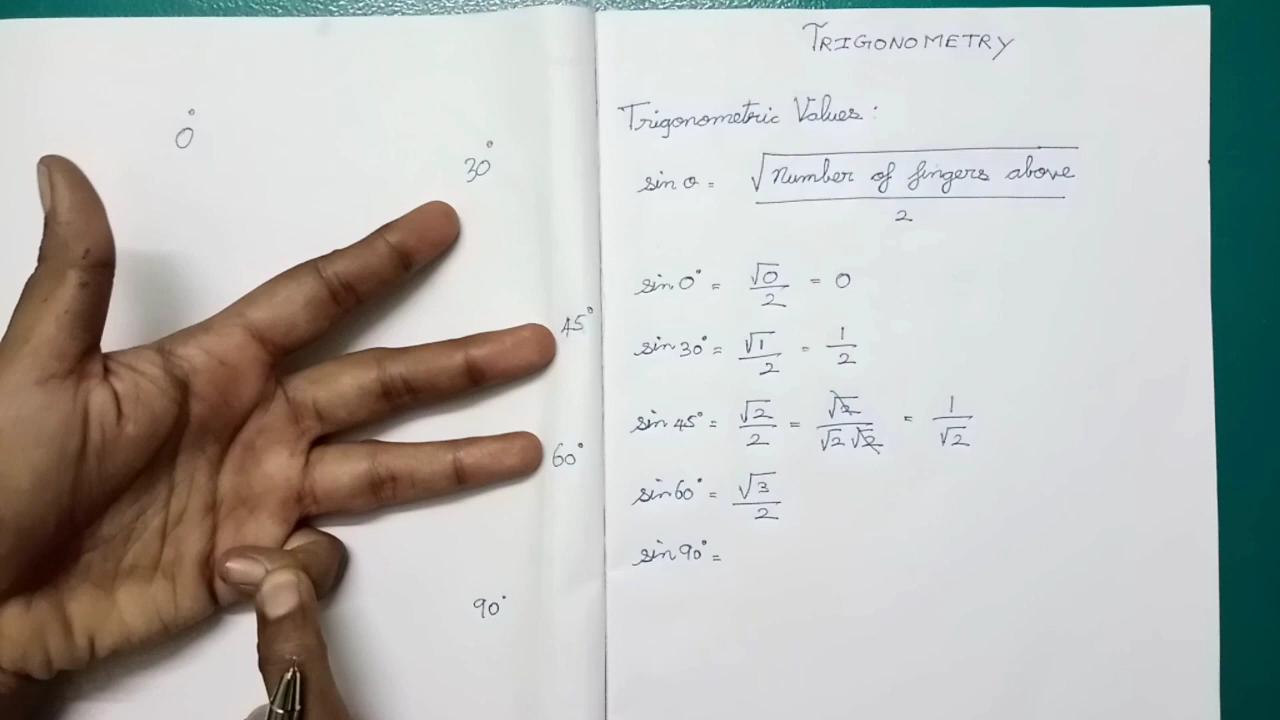 TRIGONOMETRY
Trigonometric Values :
sin θ = √Number of fingers above / 2
sin 0° = √0/2 = 0
sin 30° = √1/2 = 1/2
sin 45° = √2/2 = √2/√2√2 = 1/√2
sin 60° = √3/2
sin 90° =
0°
30°
45°
60°
90°